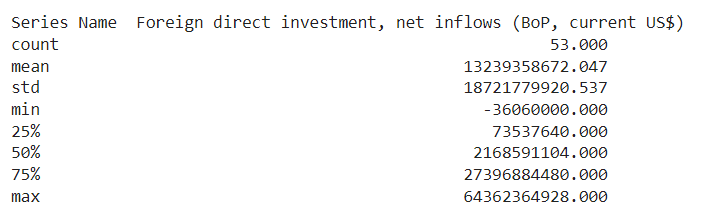 Series Name  Foreign direct investment, net inflows (BoP, current US$)
count                                                   53.000
mean                                           13239358672.047
std                                            18721779920.537
min                                              -36060000.000
25%                                               73537640.000
50%                                             2168591104.000
75%                                            27396884480.000
max                                            64362364928.000